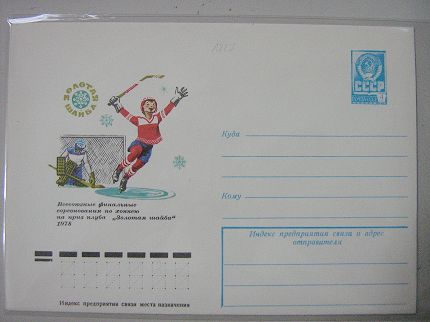 ЗОЛОТАЯ
ШАЙБА
СССР
Куда
Всесоюзные финальные
соревнования по хоккею
на приз клуба „Золотая шайба"
1978
Кому
Индекс предприятия связи и адрес
отправителя
Индекс предприятия связи места назначения